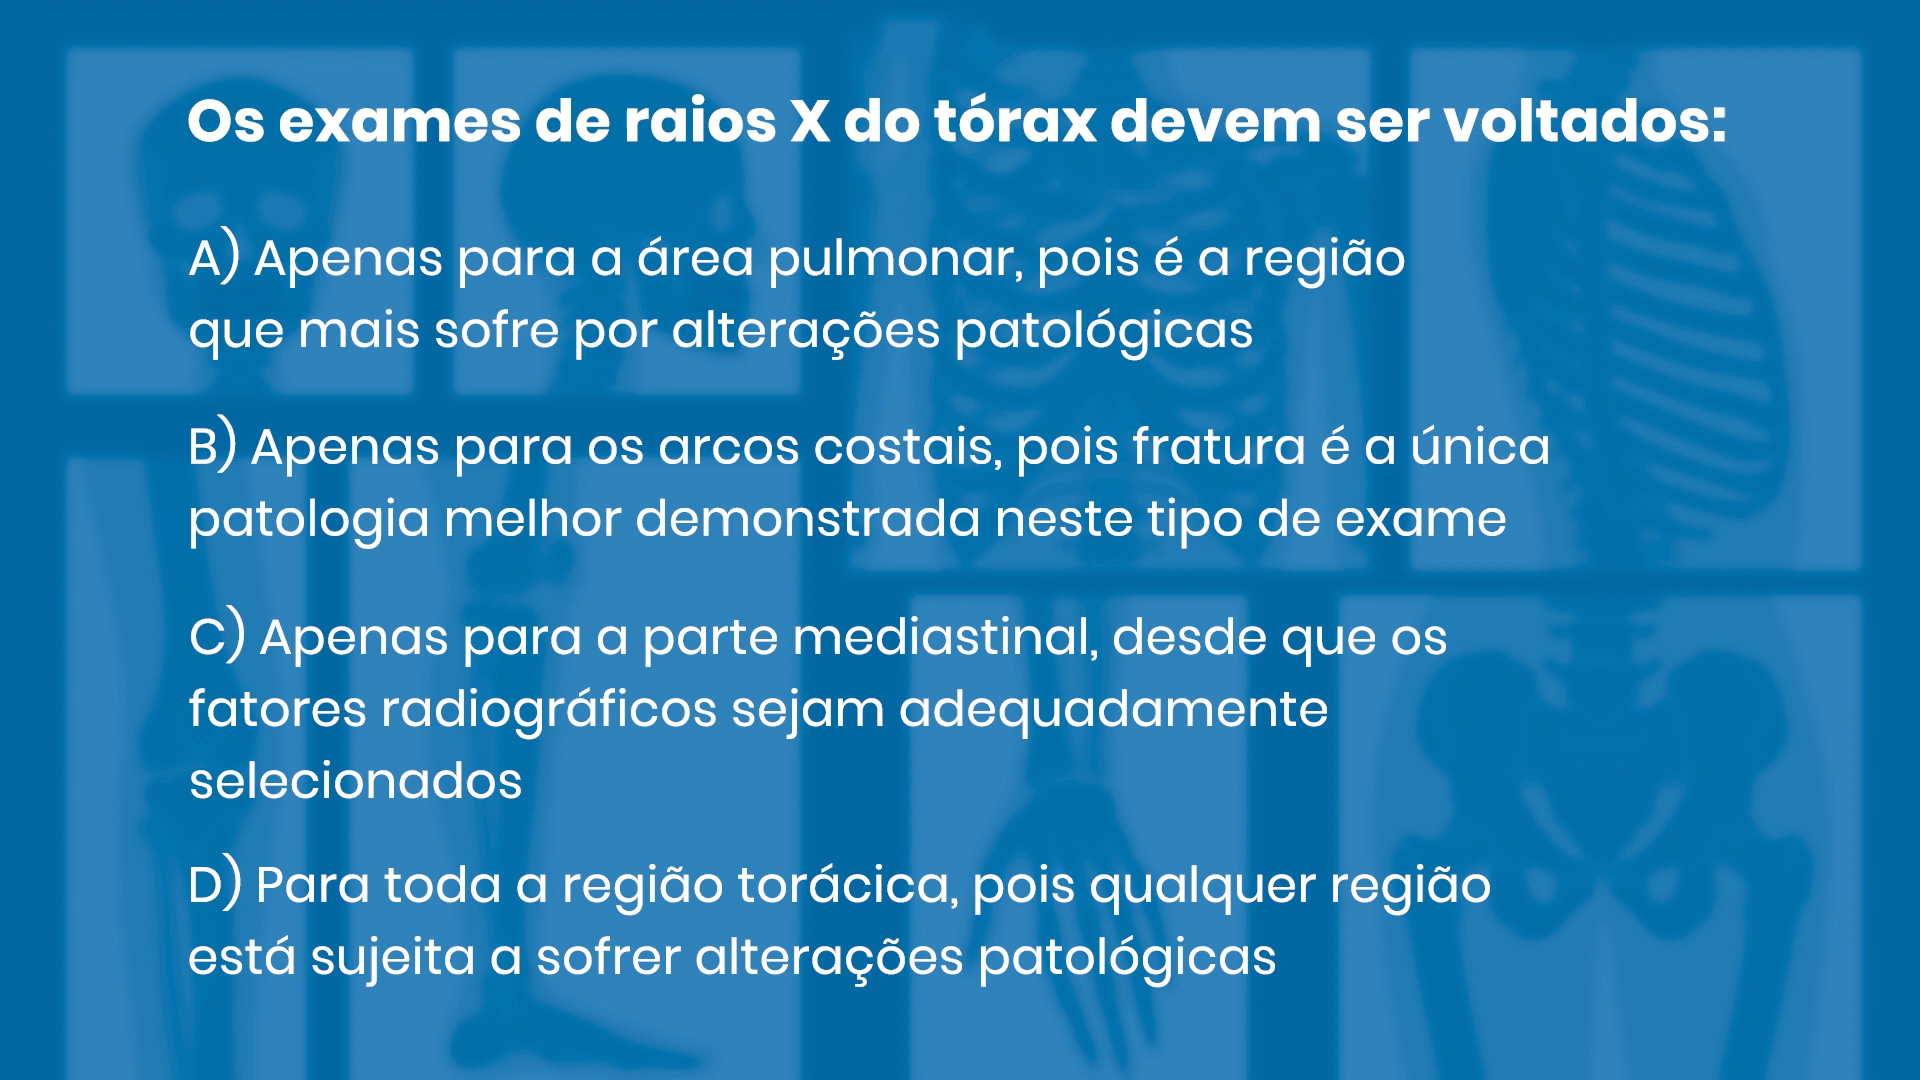 Os exames de raios X do tórax devem ser voltados:
A) Apenas para a área pulmonar, pois é a região
que mais sofre por alterações patológicas
B) Apenas para os arcos costais, pois fratura é a única
patologia melhor demonstrada neste tipo de exame
C) Apenas para a parte mediastinal, desde que os
fatores radiográficos sejam adequadamente
selecionados
D) Para toda a região torácica, pois qualquer região
está sujeita a sofrer alterações patológicas